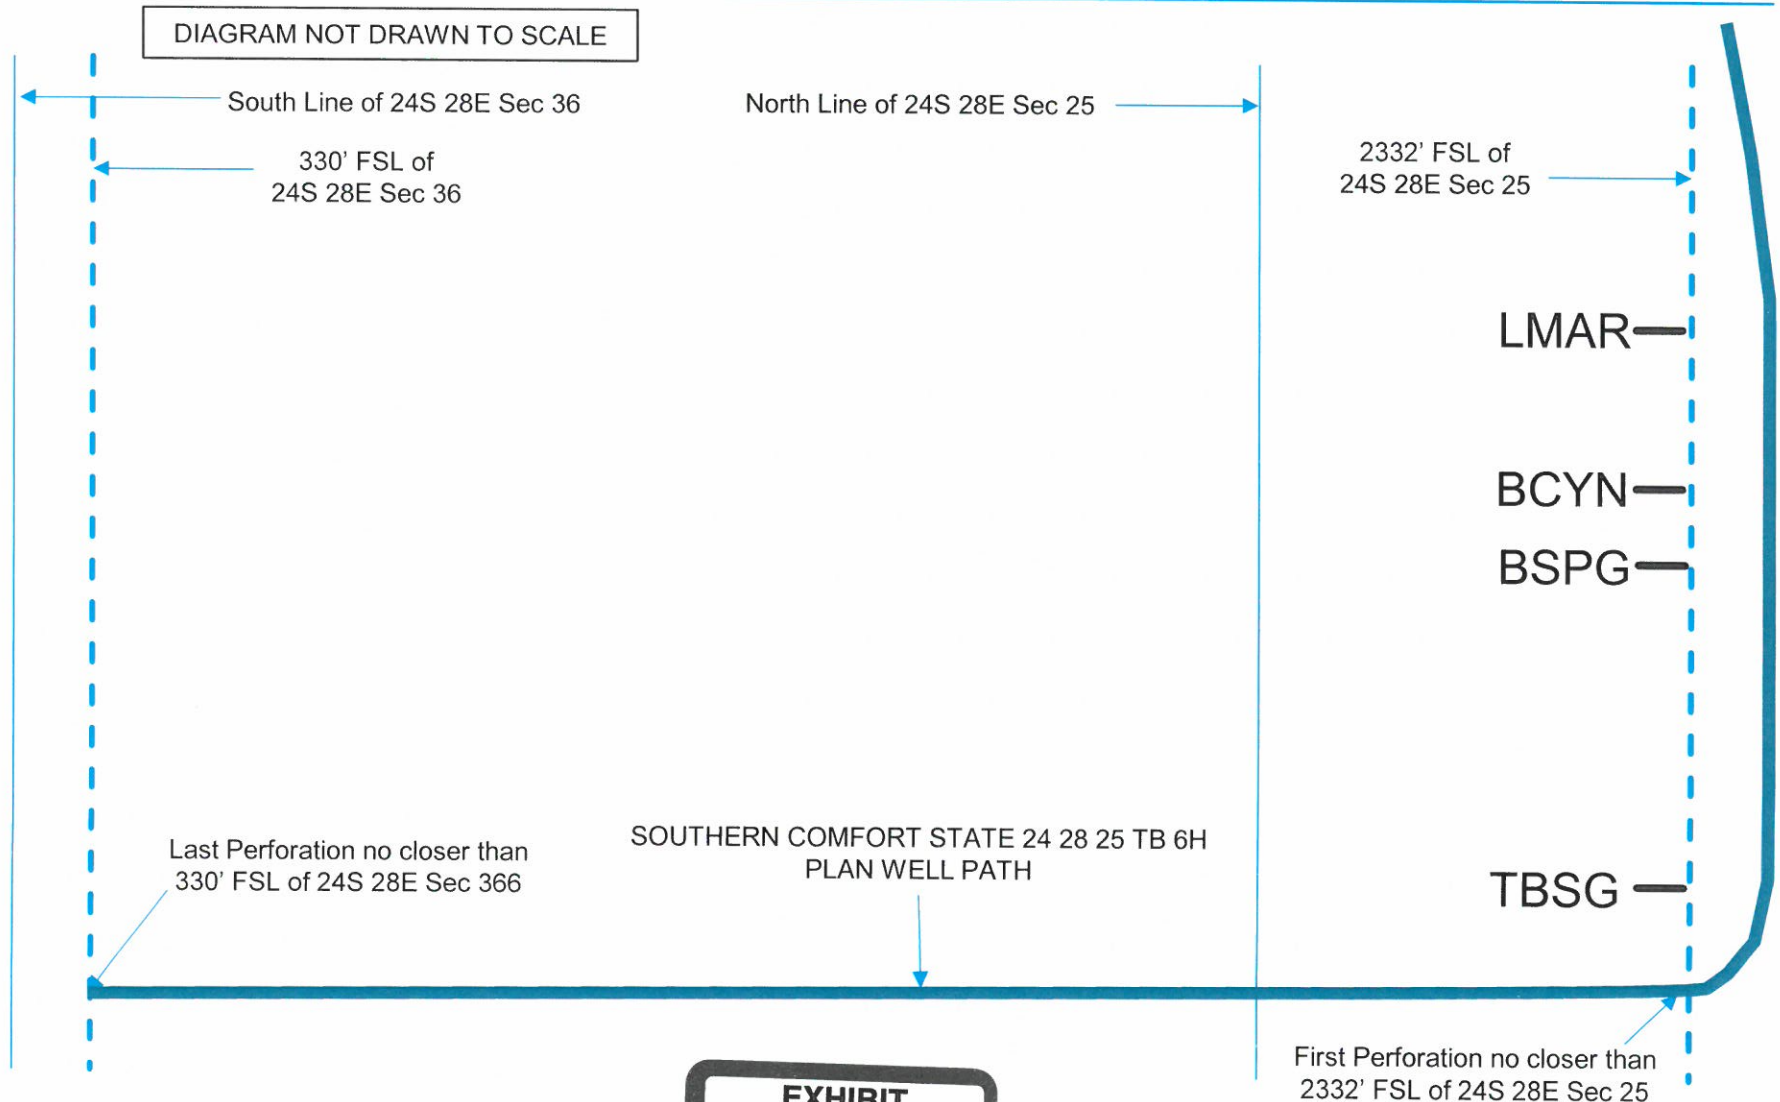 DIAGRAM NOT DRAWN TO SCALE
South Line of 24S 28E Sec 36
North Line of 24S 28E Sec 25
330' FSL of
24S 28E Sec 36
2332' FSL of
24S 28E Sec 25
LMAR
BCYN
BSPG
TBSG
Last Perforation no closer than
330' FSL of 24S 28E Sec 366
SOUTHERN COMFORT STATE 24 28 25 TB 6H
PLAN WELL PATH
First Perforation no closer than
2332' FSL of 24S 28E Sec 25
EXHIBIT